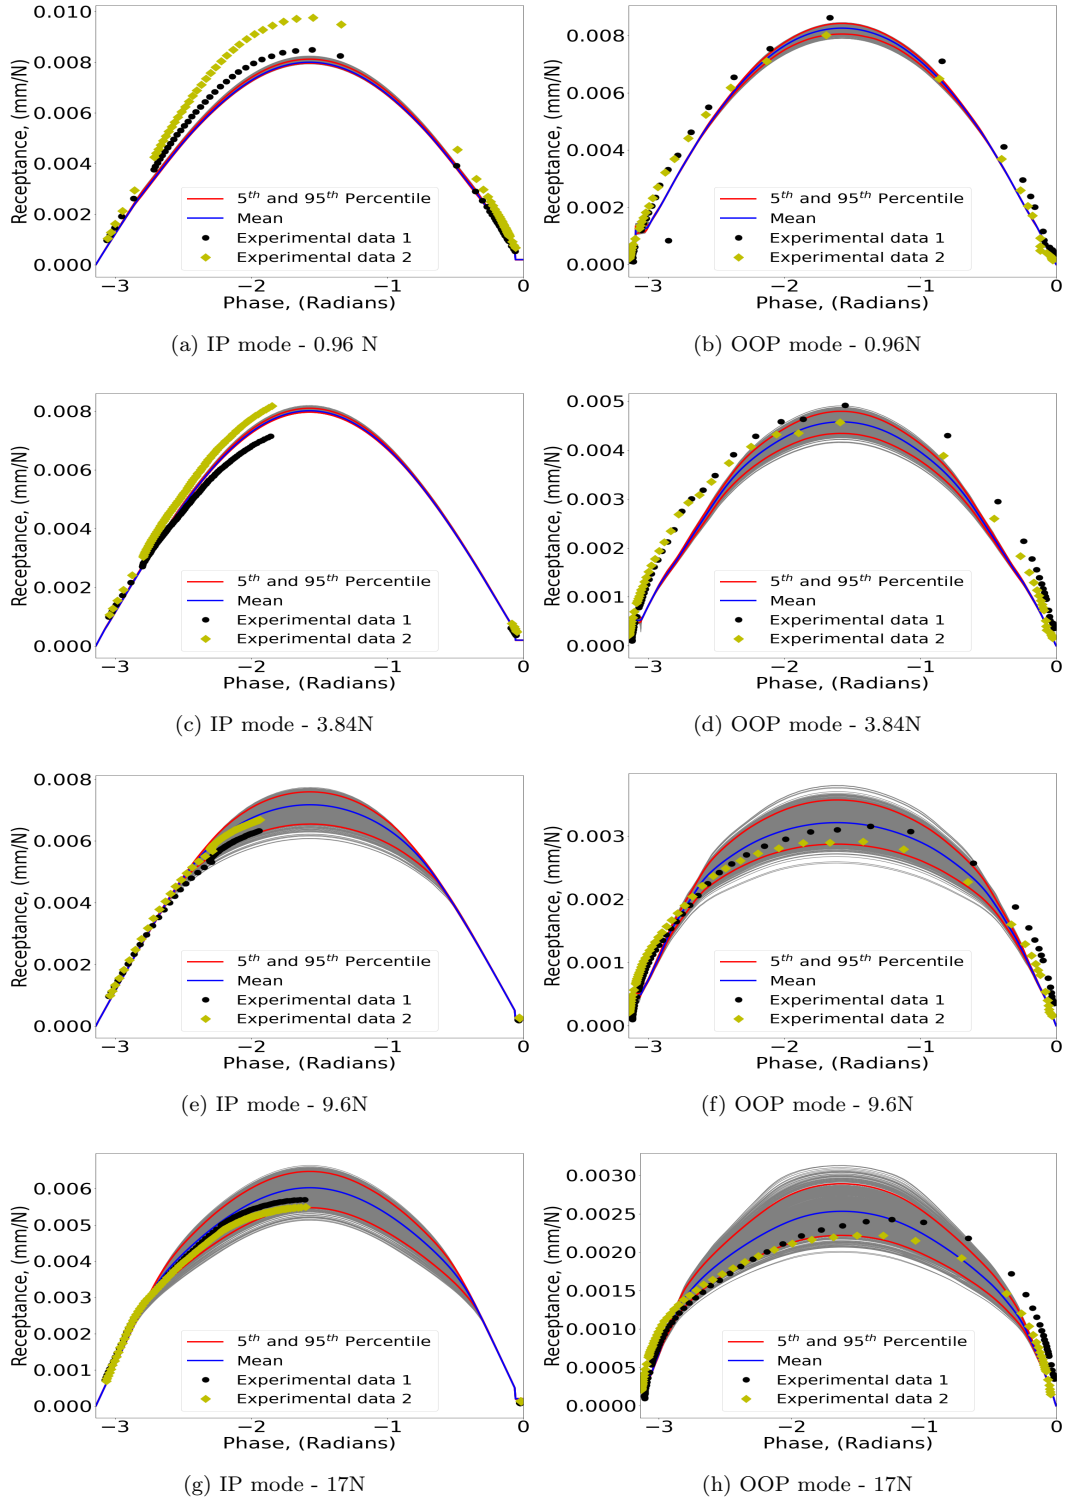 0.010
0.008
0.006
0.004
0.002
0.000
Receptance, (mm/N)
−3 −2 −1 0
Phase, (Radians)
5th and 95th Percentile
Mean
Experimental data 1
Experimental data 2
(a) IP mode - 0.96 N
0.008
0.006
0.004
0.002
0.000
Receptance, (mm/N)
−3 −2 −1 0
Phase, (Radians)
5th and 95th Percentile
Mean
Experimental data 1
Experimental data 2
(b) OOP mode - 0.96N
0.008
0.006
0.004
0.002
0.000
Receptance, (mm/N)
−3 −2 −1 0
Phase, (Radians)
5th and 95th Percentile
Mean
Experimental data 1
Experimental data 2
(c) IP mode - 3.84N
0.005
0.004
0.003
0.002
0.001
0.000
Receptance, (mm/N)
−3 −2 −1 0
Phase, (Radians)
5th and 95th Percentile
Mean
Experimental data 1
Experimental data 2
(d) OOP mode - 3.84N
0.008
0.006
0.004
0.002
0.000
Receptance, (mm/N)
−3 −2 −1 0
Phase, (Radians)
5th and 95th Percentile
Mean
Experimental data 1
Experimental data 2
(e) IP mode - 9.6N
0.003
0.002
0.001
0.000
Receptance, (mm/N)
−3 −2 −1 0
Phase, (Radians)
5th and 95th Percentile
Mean
Experimental data 1
Experimental data 2
(f) OOP mode - 9.6N
0.006
0.005
0.004
0.003
0.002
0.001
0.000
Receptance, (mm/N)
−3 −2 −1 0
Phase, (Radians)
5th and 95th Percentile
Mean
Experimental data 1
Experimental data 2
(g) IP mode - 17N
0.0030
0.0025
0.0020
0.0015
0.0010
0.0005
0.0000
Receptance, (mm/N)
−3 −2 −1 0
Phase, (Radians)
5th and 95th Percentile
Mean
Experimental data 1
Experimental data 2
(h) OOP mode - 17N